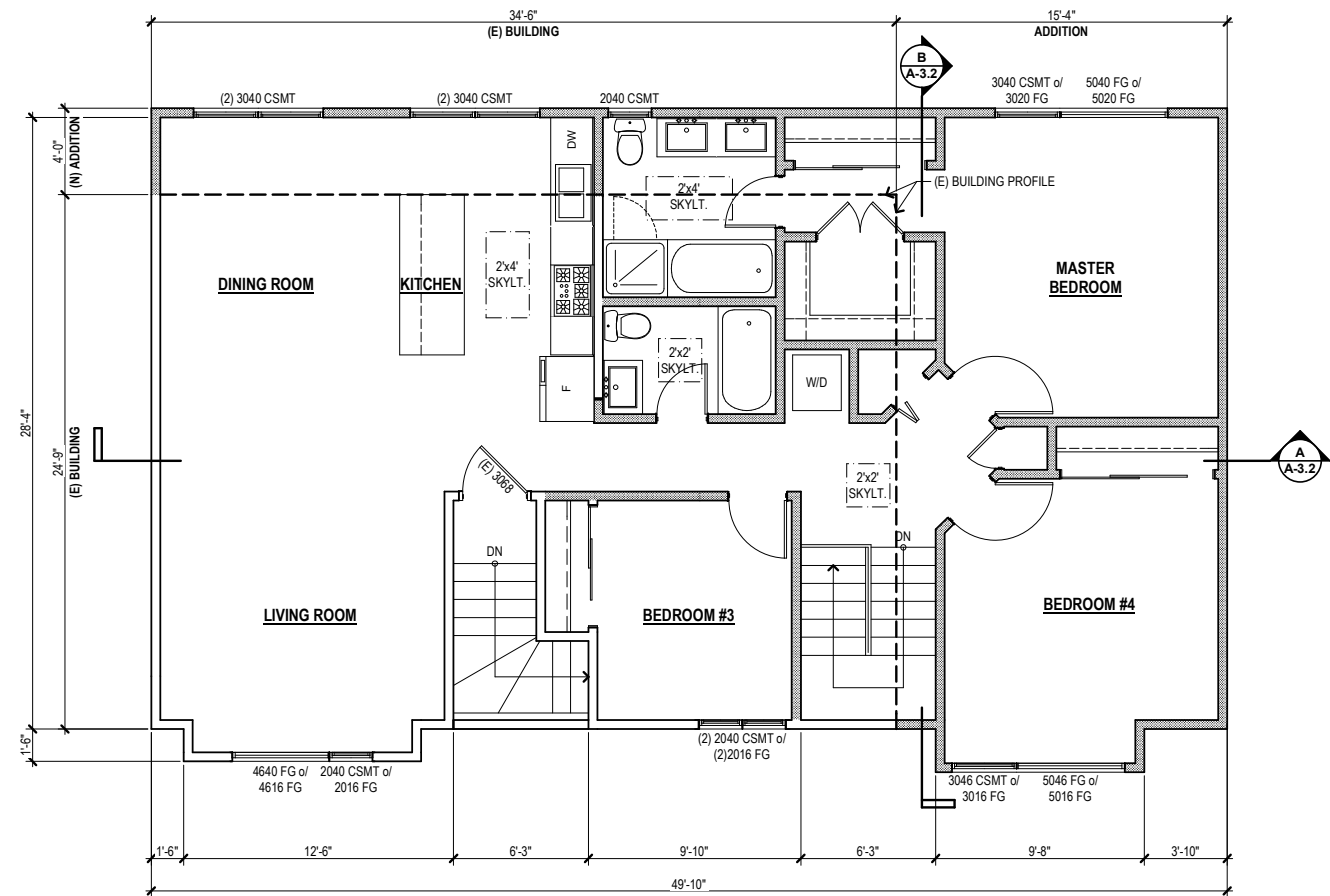 34'-6"
(E) BUILDING
15'-4"
ADDITION
B
A-3.2
(2) 3040 CSMT
(2) 3040 CSMT
2040 CSMT
3040 CSMT o/
3020 FG
5040 FG o/
5020 FG
4'-0"
(N) ADDITION
DW
2'x4'
SKYLT.
(E) BUILDING PROFILE
DINING ROOM
KITCHEN
2'x4'
SKYLT.
MASTER
BEDROOM
2'x2'
SKYLT.
W/D
F
28'-4"
24'-9"
(E) BUILDING
(E) 3068
A
A-3.2
2'x2'
SKYLT.
DN
DN
LIVING ROOM
BEDROOM #3
BEDROOM #4
1'-6"
4640 FG o/
4616 FG
2040 CSMT o/
2016 FG
(2) 2040 CSMT o/
(2)2016 FG
3046 CSMT o/
3016 FG
5046 FG o/
5016 FG
1'-6"
12'-6"
6'-3"
9'-10"
6'-3"
9'-8"
3'-10"
49'-10"